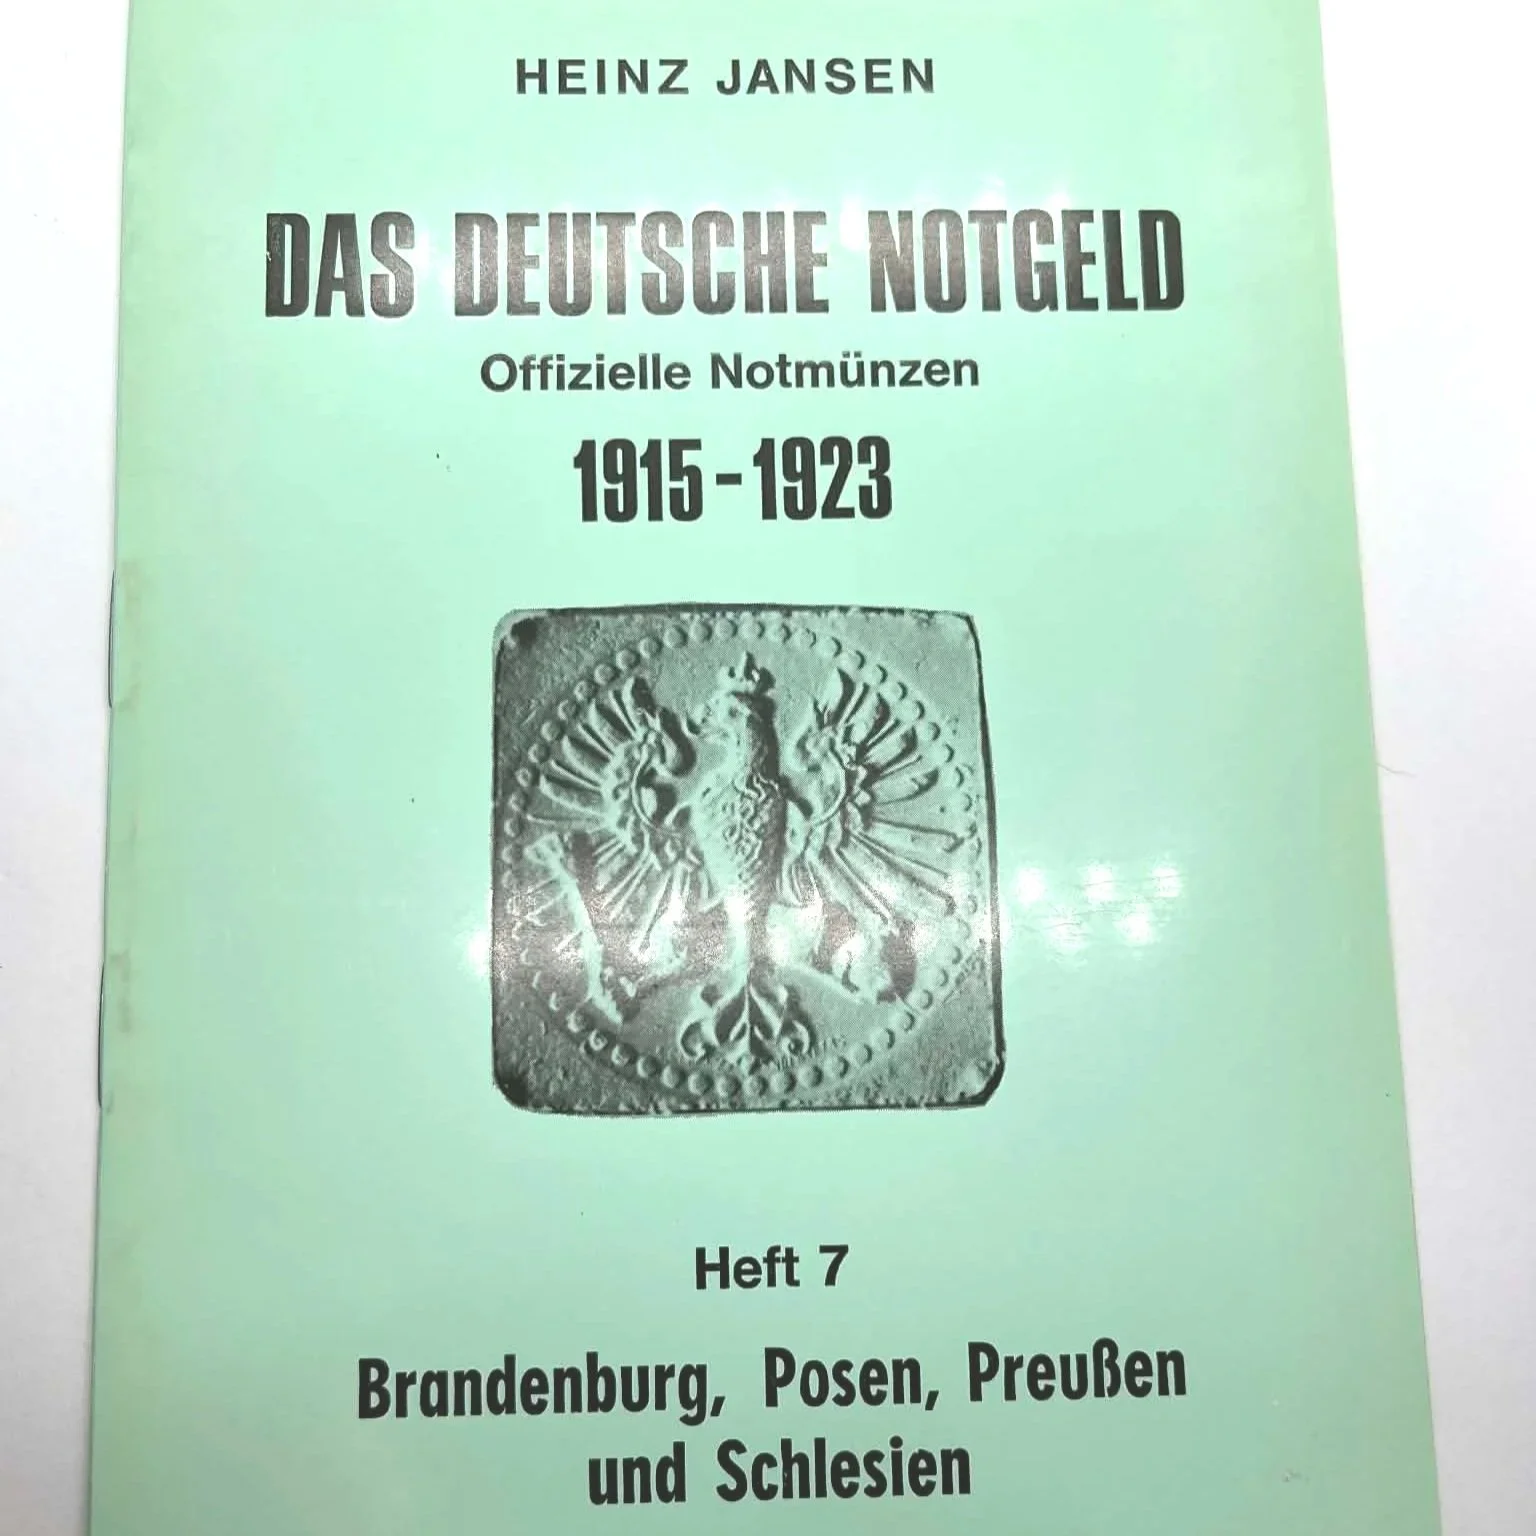 HEINZ JANSEN
DAS DEUTSCHE NOTGELD
Offizielle Notmünzen
1915-1923
Heft 7
Brandenburg, Posen, Preußen
und Schlesien